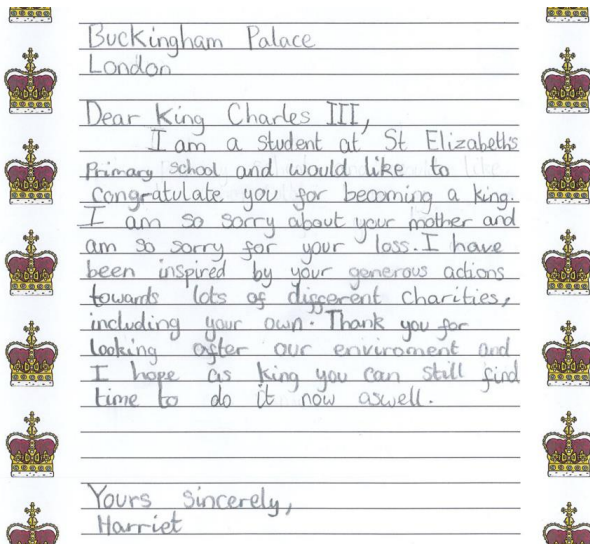 Buckingham Palace
London
Dear King Charles III,
I am a student at St Elizabeth's
Primary school and would like to
congratulate you for becoming a king.
I am so sorry about your mother and
am so sorry for your loss. I have
been inspired by your generous actions
towards lots of different charities,
including your own. Thank you for
looking after our enviroment and
I hope as king you can still find
time to do it now aswell.
Yours sincerely,
Harriet